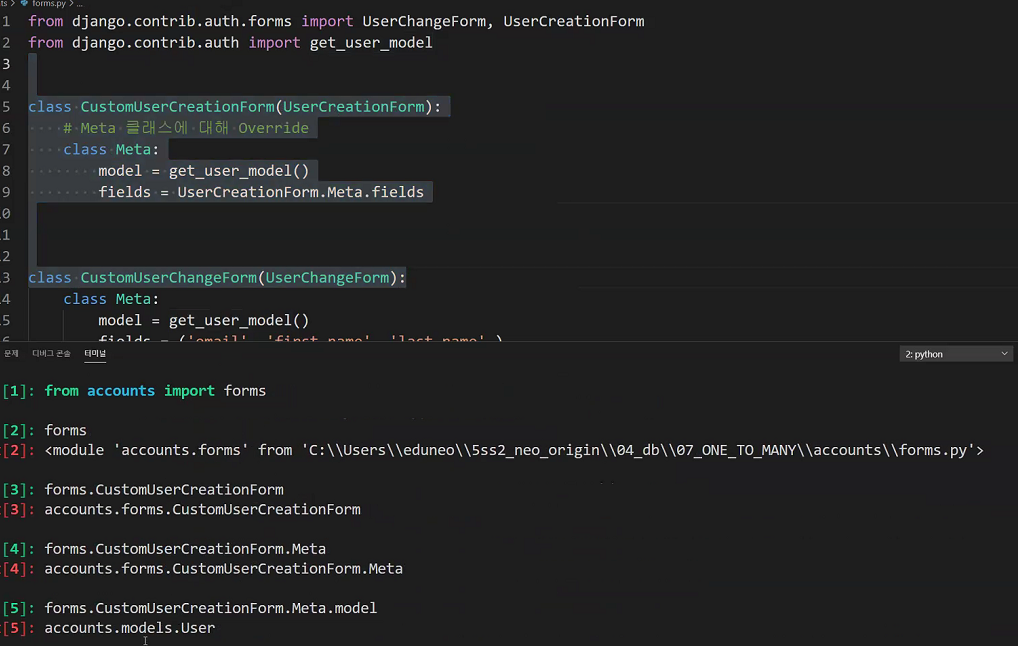 ts > forms.py > ...
1 from django.contrib.auth.forms import UserChangeForm, UserCreationForm
2 from django.contrib.auth import get_user_model
3
4
5 class CustomUserCreationForm(UserCreationForm):
6 # Meta 클래스에 대해 Override
7 class Meta:
8 model = get_user_model()
9 fields = UserCreationForm.Meta.fields
0
1
2
3 class CustomUserChangeForm(UserChangeForm):
4 class Meta:
5 model = get_user_model()
6 fields = ('email', 'first_name', 'last_name',)
문제 디버그 콘솔 터미널 2: python
[1]: from accounts import forms
[2]: forms
[2]: <module 'accounts.forms' from 'C:\\Users\\eduneo\\5ss2_neo_origin\\04_db\\07_ONE_TO_MANY\\accounts\\forms.py'>
[3]: forms.CustomUserCreationForm
[3]: accounts.forms.CustomUserCreationForm
[4]: forms.CustomUserCreationForm.Meta
[4]: accounts.forms.CustomUserCreationForm.Meta
[5]: forms.CustomUserCreationForm.Meta.model
[5]: accounts.models.User